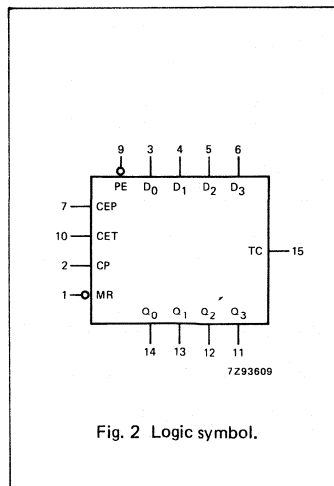 9 3 4 5 6
PE D0 D1 D2 D3
7 CEP
10 CET
TC 15
2 CP
1 MR
Q0 Q1 Q2 Q3
14 13 12 11
7Z93609
Fig. 2 Logic symbol.